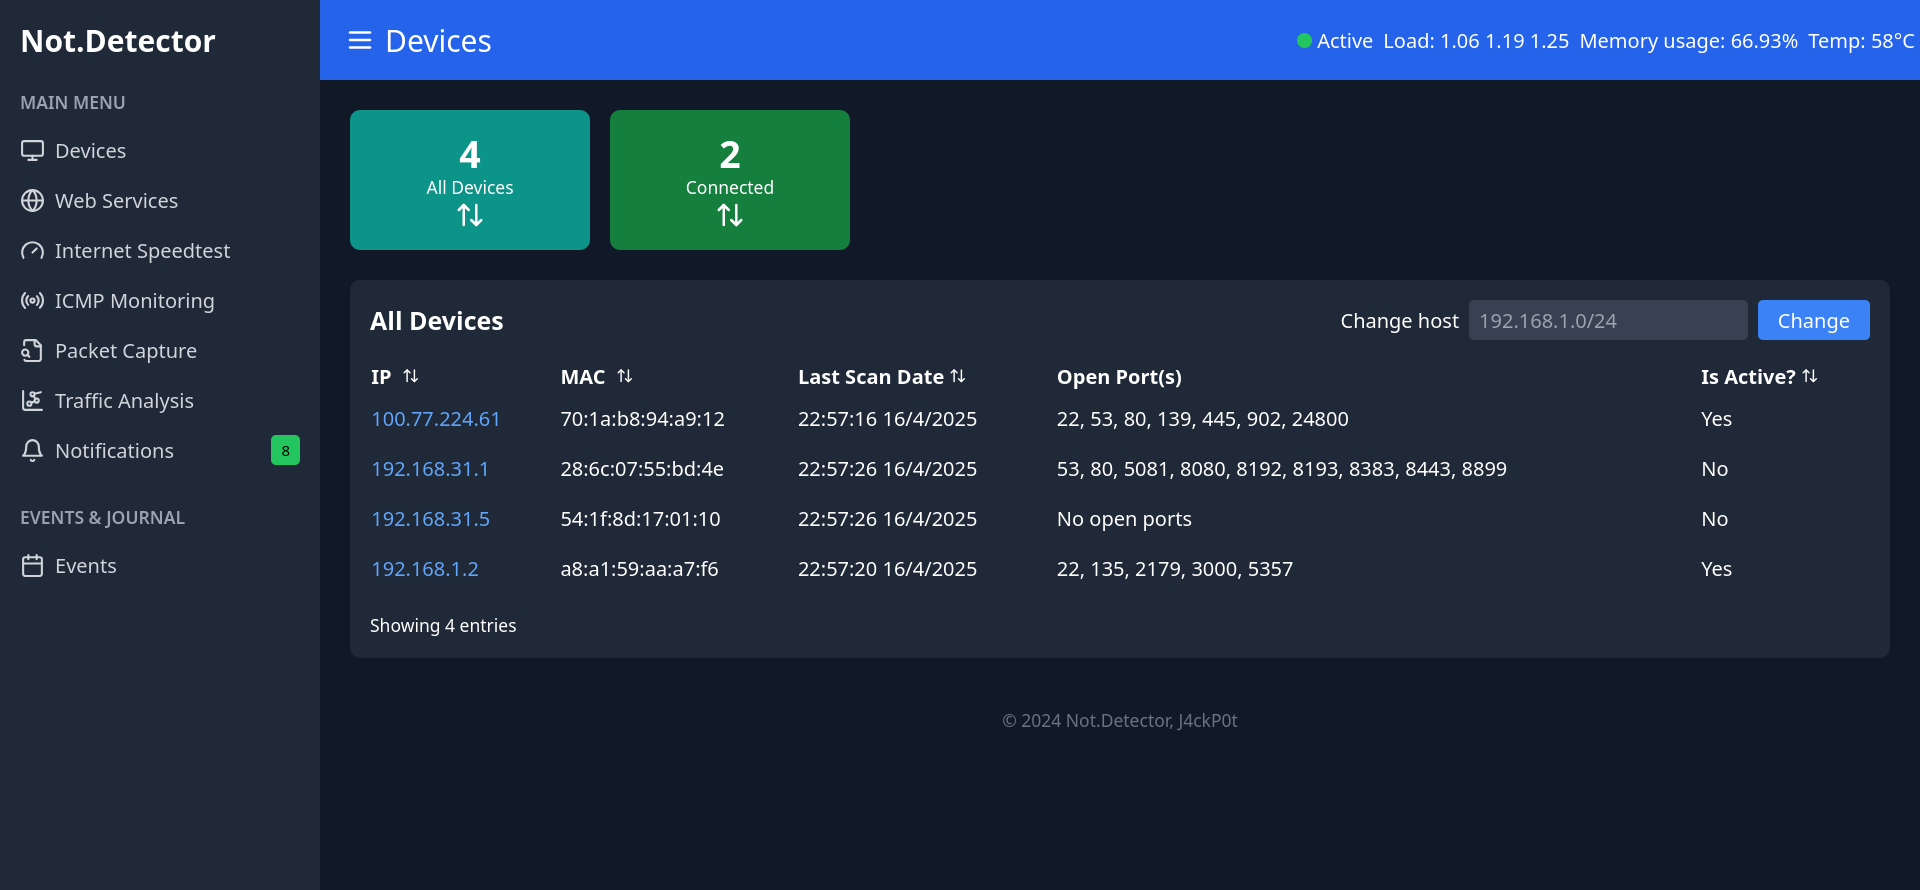 Not.Detector
MAIN MENU
Devices
Web Services
Internet Speedtest
ICMP Monitoring
Packet Capture
Traffic Analysis
Notifications 8
EVENTS & JOURNAL
Events
Devices
Active Load: 1.06 1.19 1.25 Memory usage: 66.93% Temp: 58°C
4
All Devices
2
Connected
All Devices
Change host 192.168.1.0/24 Change
IP MAC Last Scan Date Open Port(s) Is Active?
100.77.224.61 70:1a:b8:94:a9:12 22:57:16 16/4/2025 22, 53, 80, 139, 445, 902, 24800 Yes
192.168.31.1 28:6c:07:55:bd:4e 22:57:26 16/4/2025 53, 80, 5081, 8080, 8192, 8193, 8383, 8443, 8899 No
192.168.31.5 54:1f:8d:17:01:10 22:57:26 16/4/2025 No open ports No
192.168.1.2 a8:a1:59:aa:a7:f6 22:57:20 16/4/2025 22, 135, 2179, 3000, 5357 Yes
Showing 4 entries
© 2024 Not.Detector, J4ckP0t